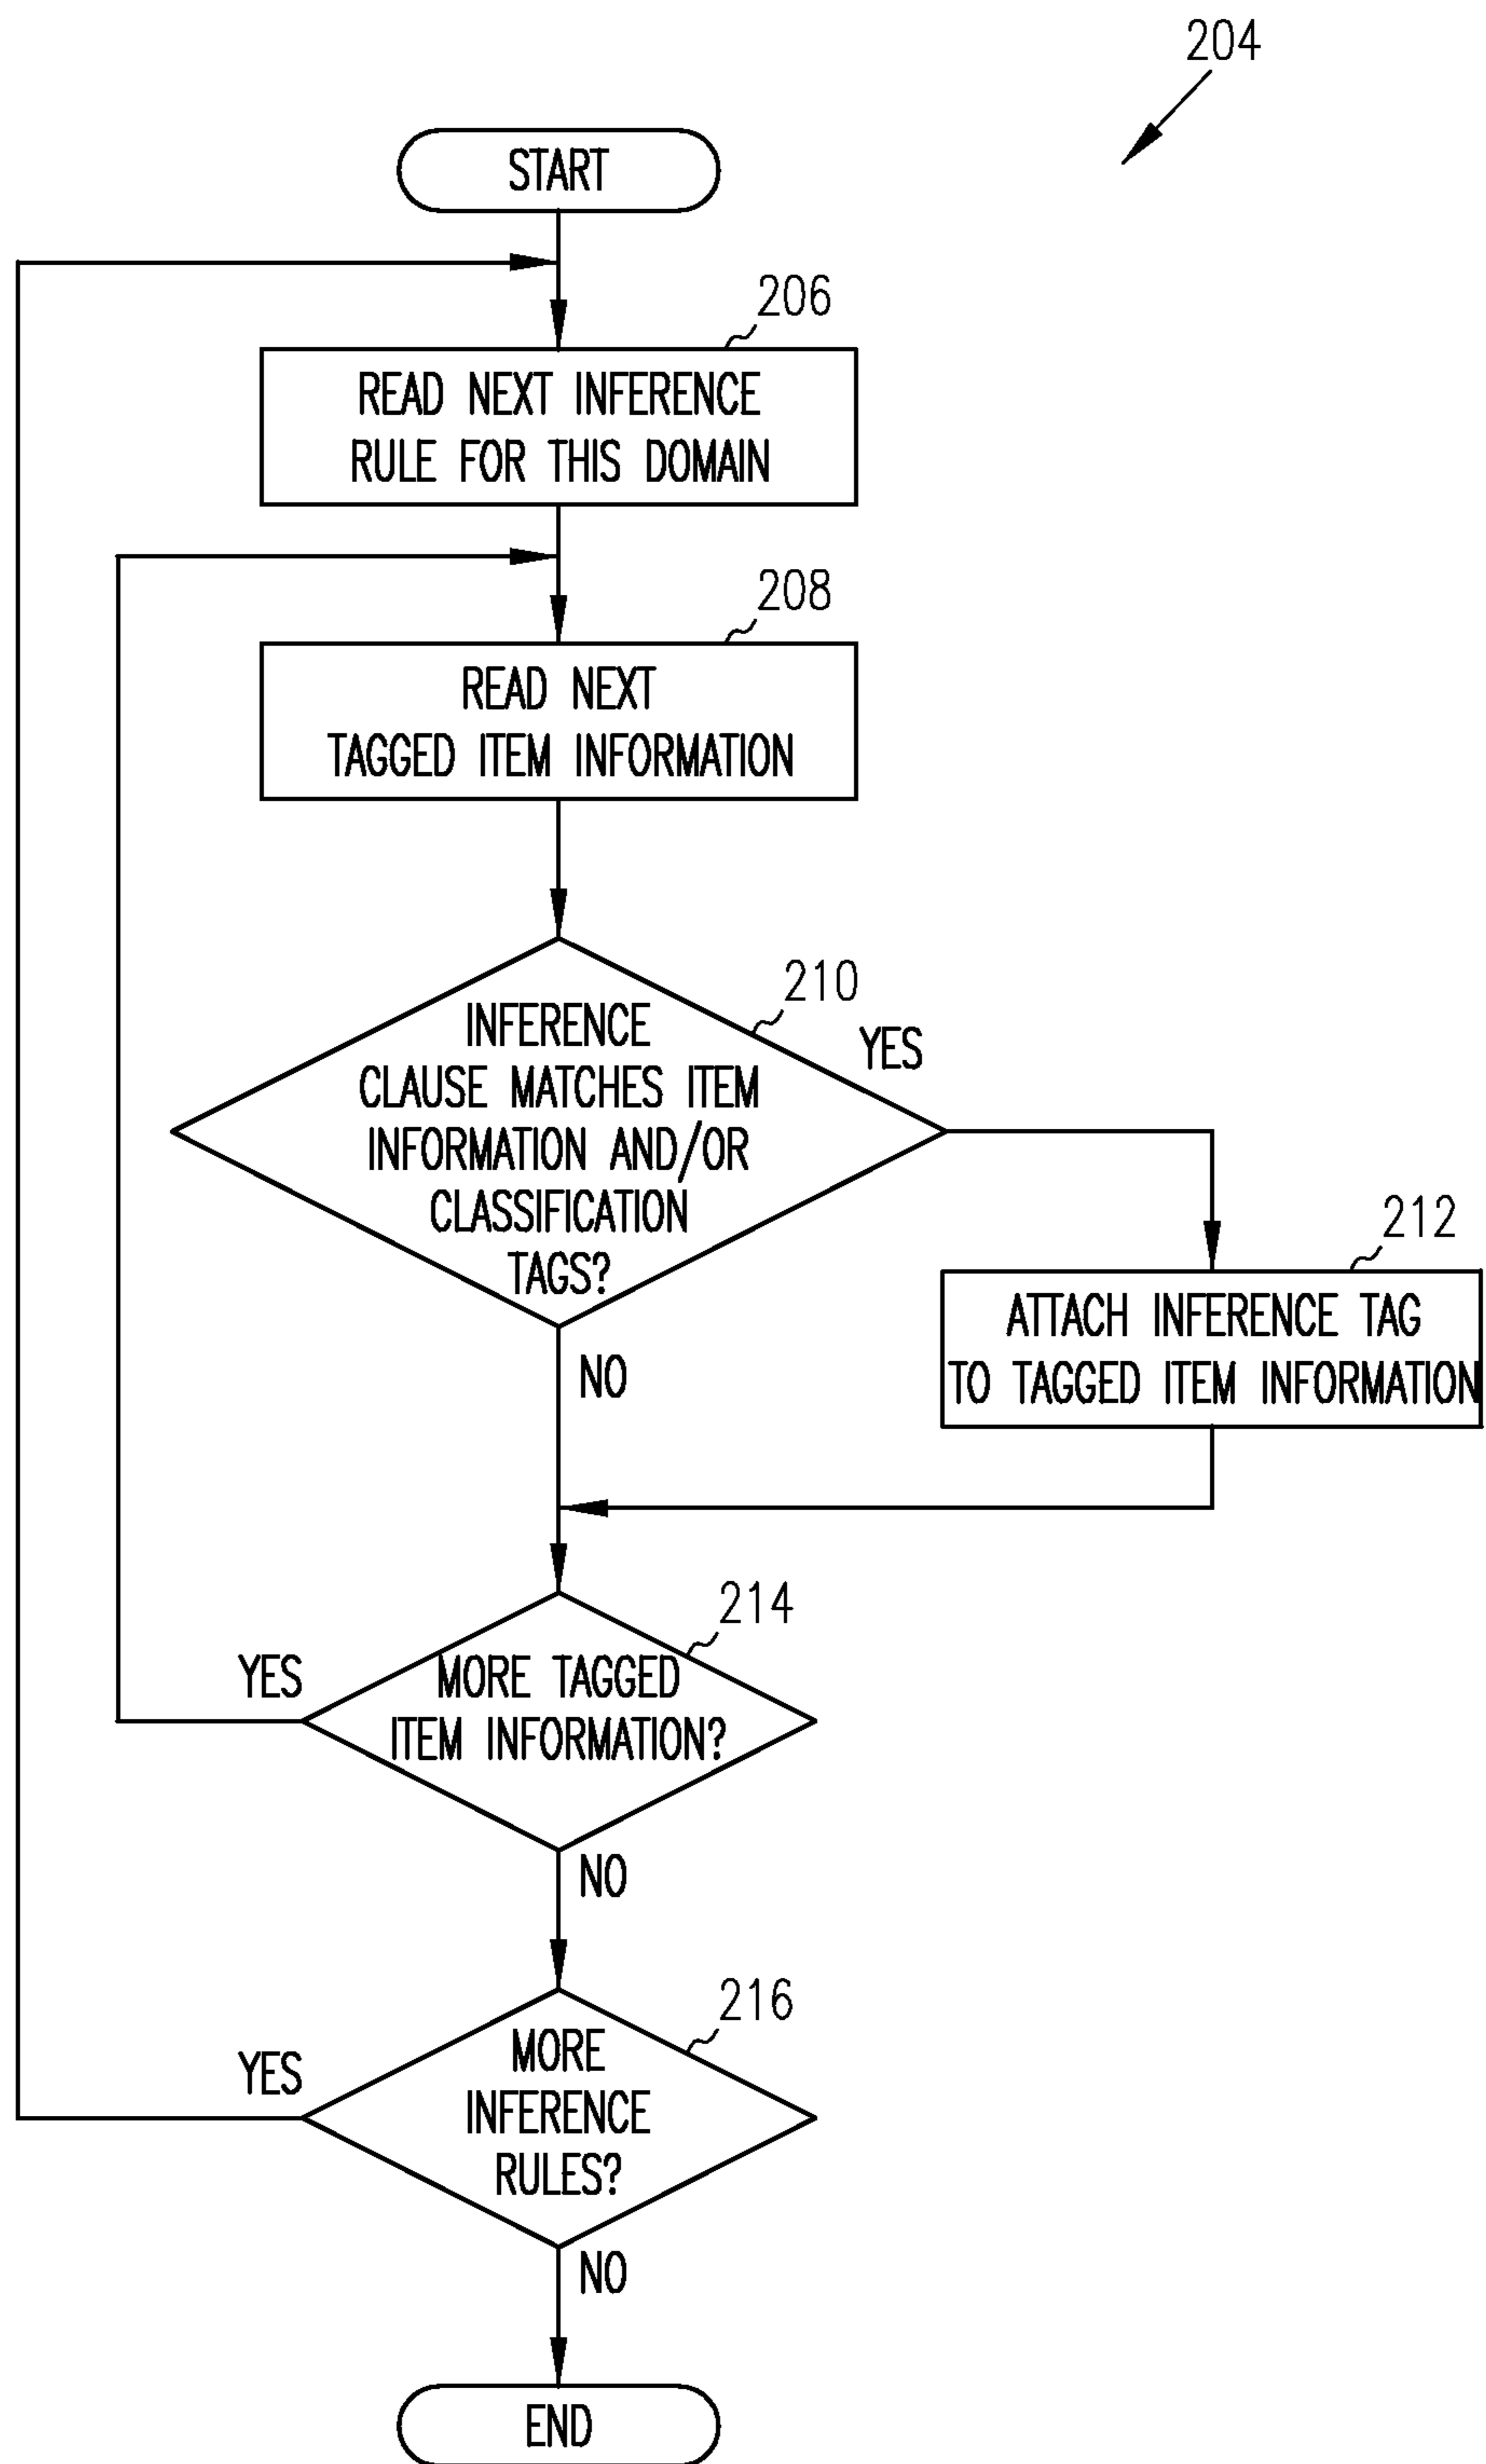 204
START
206
READ NEXT INFERENCE
RULE FOR THIS DOMAIN
208
READ NEXT
TAGGED ITEM INFORMATION
210
INFERENCE
CLAUSE MATCHES ITEM
INFORMATION AND/OR
CLASSIFICATION
TAGS?
YES
212
ATTACH INFERENCE TAG
TO TAGGED ITEM INFORMATION
NO
214
YES
MORE TAGGED
ITEM INFORMATION?
NO
216
YES
MORE
INFERENCE
RULES?
NO
END